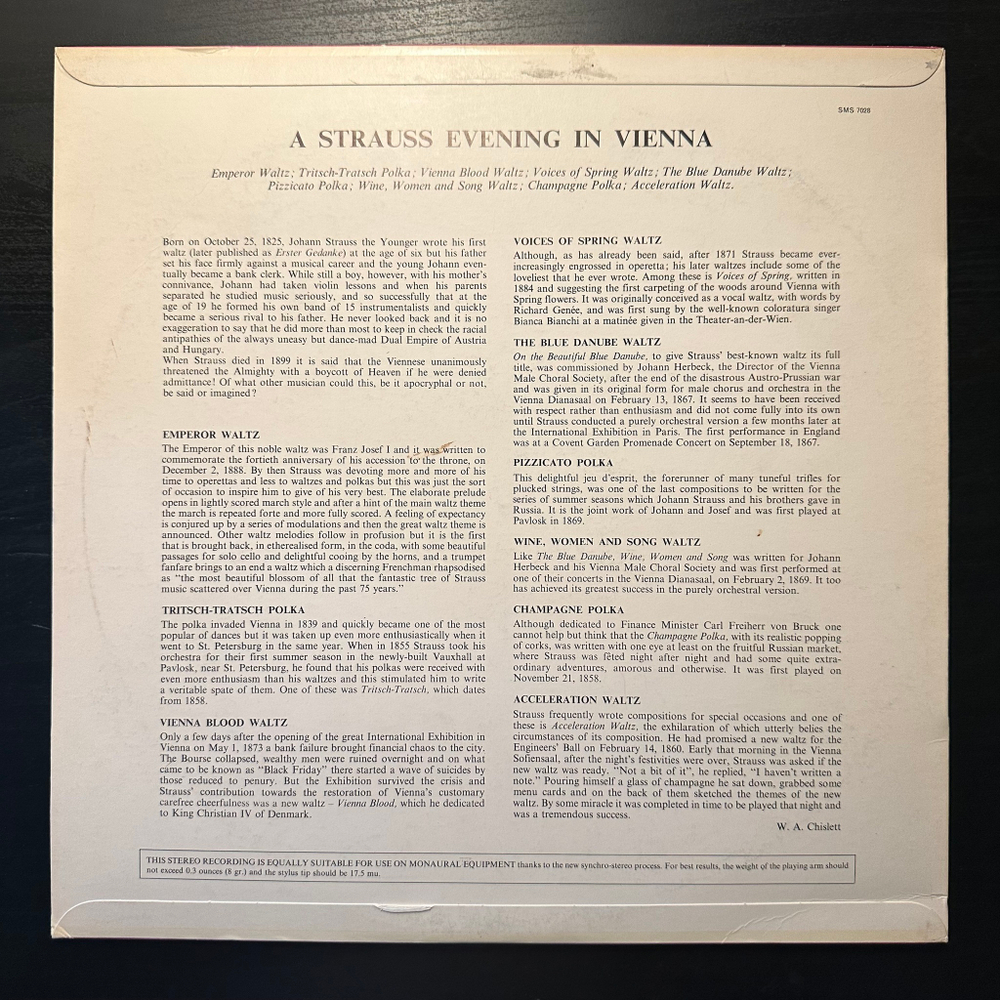 SMS 7028
A STRAUSS EVENING IN VIENNA
Emperor Waltz; Tritsch-Tratsch Polka; Vienna Blood Waltz; Voices of Spring Waltz; The Blue Danube Waltz;
Pizzicato Polka; Wine, Women and Song Waltz; Champagne Polka; Acceleration Waltz.
Born on October 25, 1825, Johann Strauss the Younger wrote his first
waltz (later published as Erster Gedanke) at the age of six but his father
set his face firmly against a musical career and the young Johann even-
tually became a bank clerk. While still a boy, however, with his mother's
connivance, Johann had taken violin lessons and when his parents
separated he studied music seriously, and so successfully that at the
age of 19 he formed his own band of 15 instrumentalists and quickly
became a serious rival to his father. He never looked back and it is no
exaggeration to say that he did more than most to keep in check the racial
antipathies of the always uneasy but dance-mad Dual Empire of Austria
and Hungary.
When Strauss died in 1899 it is said that the Viennese unanimously
threatened the Almighty with a boycott of Heaven if he were denied
admittance! Of what other musician could this, be it apocryphal or not,
be said or imagined?
EMPEROR WALTZ
The Emperor of this noble waltz was Franz Josef I and it was written to
commemorate the fortieth anniversary of his accession to the throne, on
December 2, 1888. By then Strauss was devoting more and more of his
time to operettas and less to waltzes and polkas but this was just the sort
of occasion to inspire him to give of his very best. The elaborate prelude
opens in lightly scored march style and after a hint of the main waltz theme
the march is repeated forte and more fully scored. A feeling of expectancy
is conjured up by a series of modulations and then the great waltz theme is
announced. Other waltz melodies follow in profusion but it is the first
that is brought back, in etherealised form, in the coda, with some beautiful
passages for solo cello and delightful cooing by the horns, and a trumpet
fanfare brings to an end a waltz which a discerning Frenchman rhapsodised
as "the most beautiful blossom of all that the fantastic tree of Strauss
music scattered over Vienna during the past 75 years."
TRITSCH-TRATSCH POLKA
The polka invaded Vienna in 1839 and quickly became one of the most
popular of dances but it was taken up even more enthusiastically when it
went to St. Petersburg in the same year. When in 1855 Strauss took his
orchestra for their first summer season in the newly-built Vauxhall at
Pavlosk, near St. Petersburg, he found that his polkas were received with
even more enthusiasm than his waltzes and this stimulated him to write
a veritable spate of them. One of these was Tritsch-Tratsch, which dates
from 1858.
VIENNA BLOOD WALTZ
Only a few days after the opening of the great International Exhibition in
Vienna on May 1, 1873 a bank failure brought financial chaos to the city.
The Bourse collapsed, wealthy men were ruined overnight and on what
came to be known as "Black Friday" there started a wave of suicides by
those reduced to penury. But the Exhibition survived the crisis and
Strauss' contribution towards the restoration of Vienna's customary
carefree cheerfulness was a new waltz – Vienna Blood, which he dedicated
to King Christian IV of Denmark.
VOICES OF SPRING WALTZ
Although, as has already been said, after 1871 Strauss became ever-
increasingly engrossed in operetta; his later waltzes include some of the
loveliest that he ever wrote. Among these is Voices of Spring, written in
1884 and suggesting the first carpeting of the woods around Vienna with
Spring flowers. It was originally conceived as a vocal waltz, with words by
Richard Genée, and was first sung by the well-known coloratura singer
Bianca Bianchi at a matinée given in the Theater-an-der-Wien.
THE BLUE DANUBE WALTZ
On the Beautiful Blue Danube, to give Strauss' best-known waltz its full
title, was commissioned by Johann Herbeck, the Director of the Vienna
Male Choral Society, after the end of the disastrous Austro-Prussian war
and was given in its original form for male chorus and orchestra in the
Vienna Dianasaal on February 13, 1867. It seems to have been received
with respect rather than enthusiasm and did not come fully into its own
until Strauss conducted a purely orchestral version a few months later at
the International Exhibition in Paris. The first performance in England
was at a Covent Garden Promenade Concert on September 18, 1867.
PIZZICATO POLKA
This delightful jeu d'esprit, the forerunner of many tuneful trifles for
plucked strings, was one of the last compositions to be written for the
series of summer seasons which Johann Strauss and his brothers gave in
Russia. It is the joint work of Johann and Josef and was first played at
Pavlosk in 1869.
WINE, WOMEN AND SONG WALTZ
Like The Blue Danube, Wine, Women and Song was written for Johann
Herbeck and his Vienna Male Choral Society and was first performed at
one of their concerts in the Vienna Dianasaal, on February 2, 1869. It too
has achieved its greatest success in the purely orchestral version.
CHAMPAGNE POLKA
Although dedicated to Finance Minister Carl Freiherr von Bruck one
cannot help but think that the Champagne Polka, with its realistic popping
of corks, was written with one eye at least on the fruitful Russian market,
where Strauss was fêted night after night and had some quite extra-
ordinary adventures, amorous and otherwise. It was first played on
November 21, 1858.
ACCELERATION WALTZ
Strauss frequently wrote compositions for special occasions and one of
these is Acceleration Waltz, the exhilaration of which utterly belies the
circumstances of its composition. He had promised a new waltz for the
Engineers' Ball on February 14, 1860. Early that morning in the Vienna
Sofiensaal, after the night's festivities were over, Strauss was asked if the
new waltz was ready. "Not a bit of it", he replied, "I haven't written a
note." Pouring himself a glass of champagne he sat down, grabbed some
menu cards and on the back of them sketched the themes of the new
waltz. By some miracle it was completed in time to be played that night and
was a tremendous success.
W. A. Chislett
THIS STEREO RECORDING IS EQUALLY SUITABLE FOR USE ON MONAURAL EQUIPMENT thanks to the new synchro-stereo process. For best results, the weight of the playing arm should
not exceed 0.3 ounces (8 gr.) and the stylus tip should be 17.5 mu.